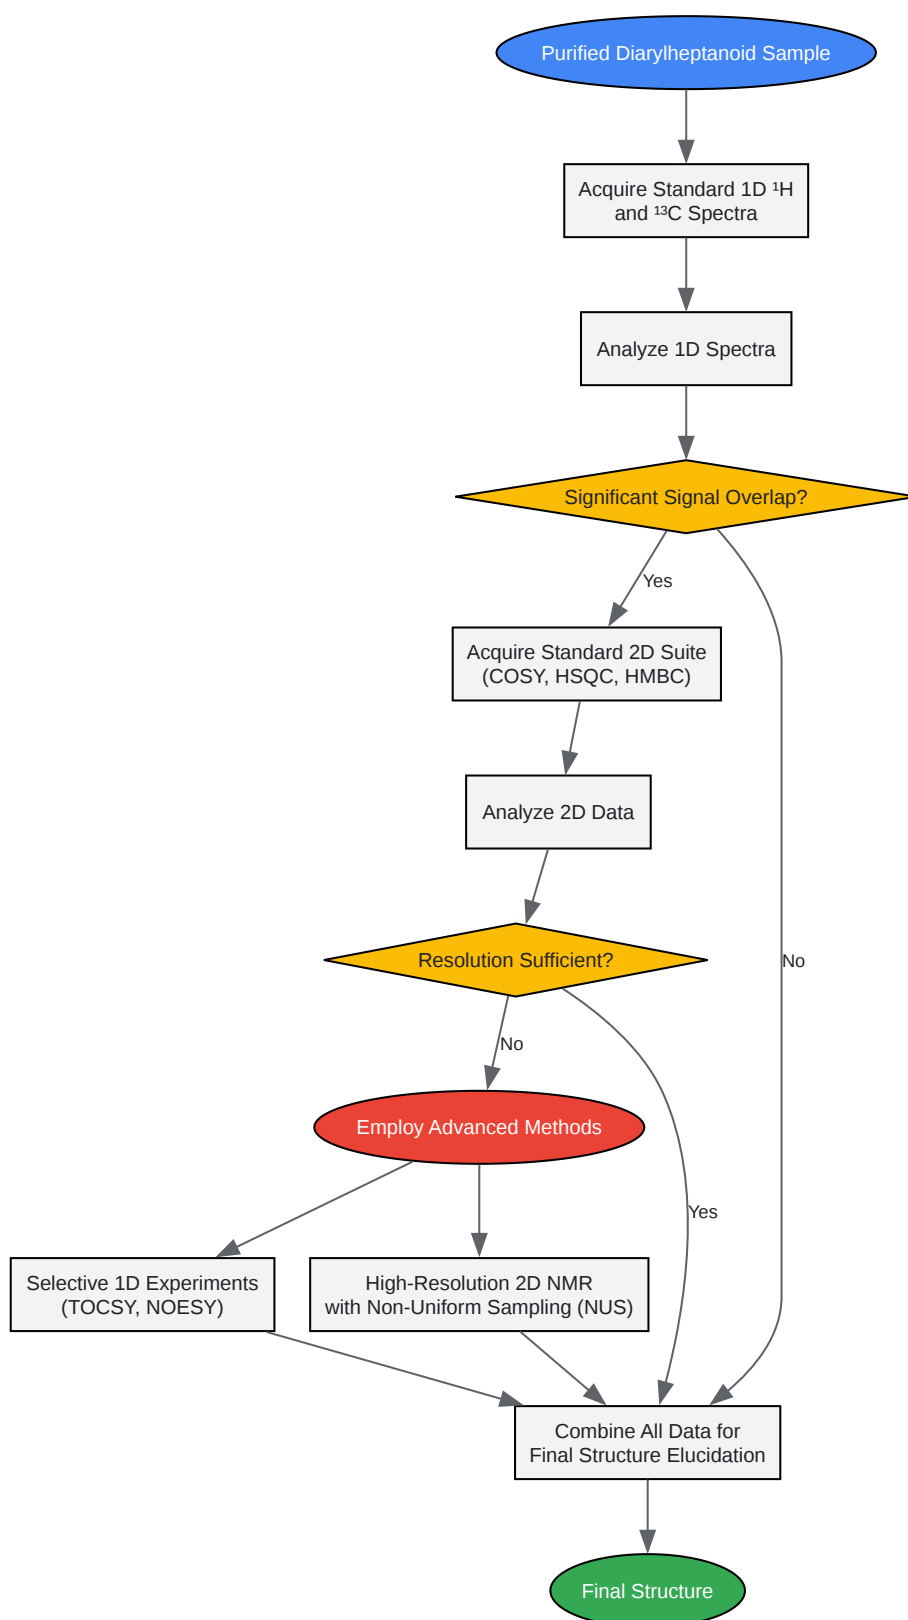 Purified Diarylheptanoid Sample
Acquire Standard 1D ¹H
and ¹³C Spectra
Analyze 1D Spectra
Significant Signal Overlap?
Yes
Acquire Standard 2D Suite
(COSY, HSQC, HMBC)
Analyze 2D Data
Resolution Sufficient?
No
No
Employ Advanced Methods
Yes
Selective 1D Experiments
(TOCSY, NOESY)
High-Resolution 2D NMR
with Non-Uniform Sampling (NUS)
Combine All Data for
Final Structure Elucidation
Final Structure